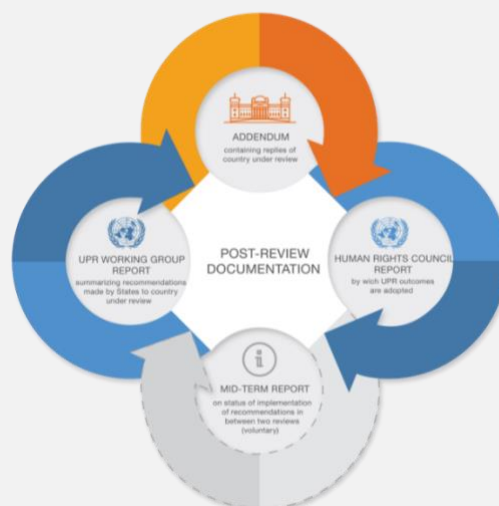 ADDENDUM
containing replies of
country under review
UPR WORKING GROUP
REPORT
summarizing recommendations
made by States to country
under review
POST-REVIEW
DOCUMENTATION
HUMAN RIGHTS COUNCIL
REPORT
by wich UPR outcomes
are adopted
MID-TERM REPORT
on status of implementation
of recommendations in
between two reviews
(voluntary)